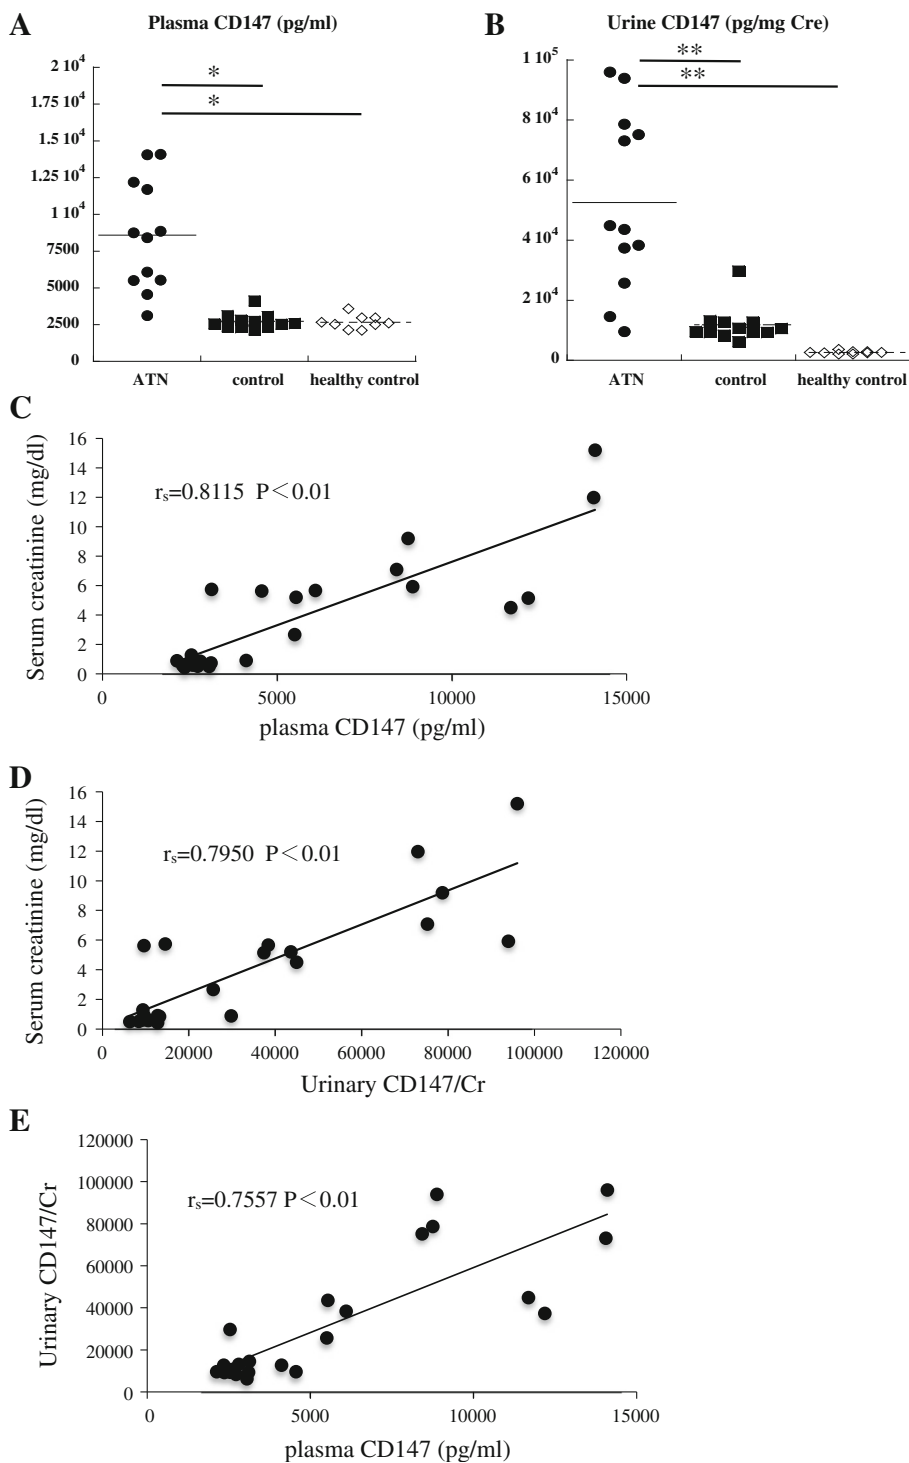 A
Plasma CD147 (pg/ml)
2 10⁴
1.75 10⁴
1.5 10⁴
1.25 10⁴
1 10⁴
7500
5000
2500
0
*
*
ATN
control
healthy control
B
Urine CD147 (pg/mg Cre)
1 10⁵
8 10⁴
6 10⁴
4 10⁴
2 10⁴
0
**
**
ATN
control
healthy control
C
Serum creatinine (mg/dl)
16
14
12
10
8
6
4
2
0
rs=0.8115 P<0.01
0
5000
10000
15000
plasma CD147 (pg/ml)
D
Serum creatinine (mg/dl)
16
14
12
10
8
6
4
2
0
rs=0.7950 P<0.01
0
20000
40000
60000
80000
100000
120000
Urinary CD147/Cr
E
Urinary CD147/Cr
120000
100000
80000
60000
40000
20000
0
rs=0.7557 P<0.01
0
5000
10000
15000
plasma CD147 (pg/ml)